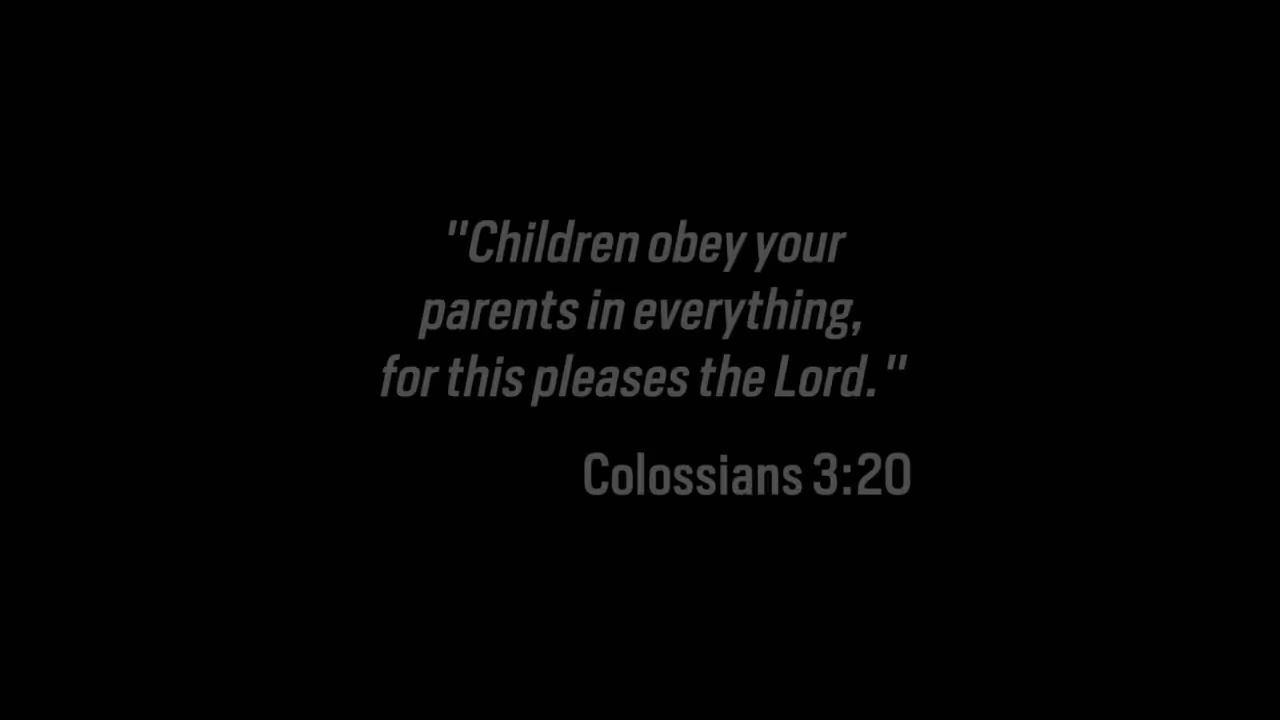 "Children obey your
parents in everything,
for this pleases the Lord."
Colossians 3:20